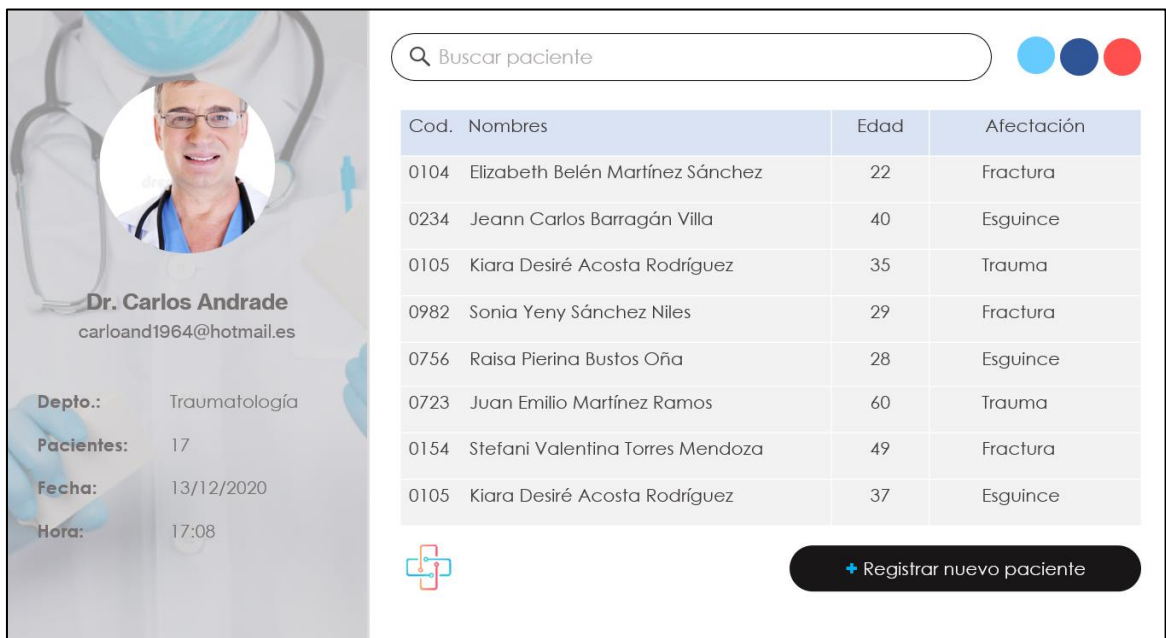 Dr. Carlos Andrade
carloand1964@hotmail.es
Depto.: Traumatología
Pacientes: 17
Fecha: 13/12/2020
Hora: 17:08
Buscar paciente
Cod. Nombres Edad Afectación
0104 Elizabeth Belén Martínez Sánchez 22 Fractura
0234 Jeann Carlos Barragán Villa 40 Esguince
0105 Kiara Desiré Acosta Rodríguez 35 Trauma
0982 Sonia Yeny Sánchez Niles 29 Fractura
0756 Raisa Pierina Bustos Oña 28 Esguince
0723 Juan Emilio Martínez Ramos 60 Trauma
0154 Stefani Valentina Torres Mendoza 49 Fractura
0105 Kiara Desiré Acosta Rodríguez 37 Esguince
+ Registrar nuevo paciente